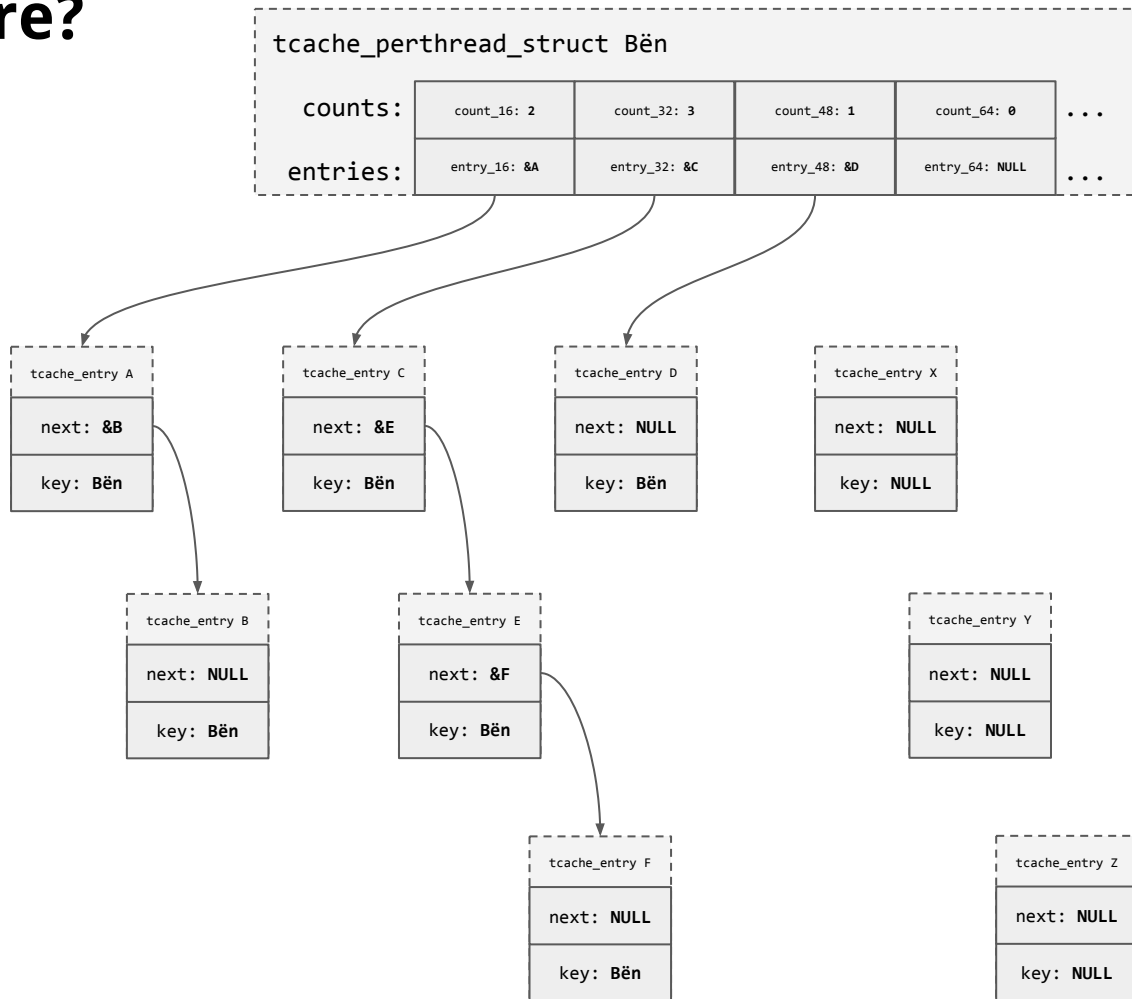 re?
tcache_perthread_struct Bën
counts: count_16: 2 count_32: 3 count_48: 1 count_64: 0 ...
entries: entry_16: &A entry_32: &C entry_48: &D entry_64: NULL ...
tcache_entry A
next: &B
key: Bën
tcache_entry C
next: &E
key: Bën
tcache_entry D
next: NULL
key: Bën
tcache_entry X
next: NULL
key: NULL
tcache_entry B
next: NULL
key: Bën
tcache_entry E
next: &F
key: Bën
tcache_entry Y
next: NULL
key: NULL
tcache_entry F
next: NULL
key: Bën
tcache_entry Z
next: NULL
key: NULL